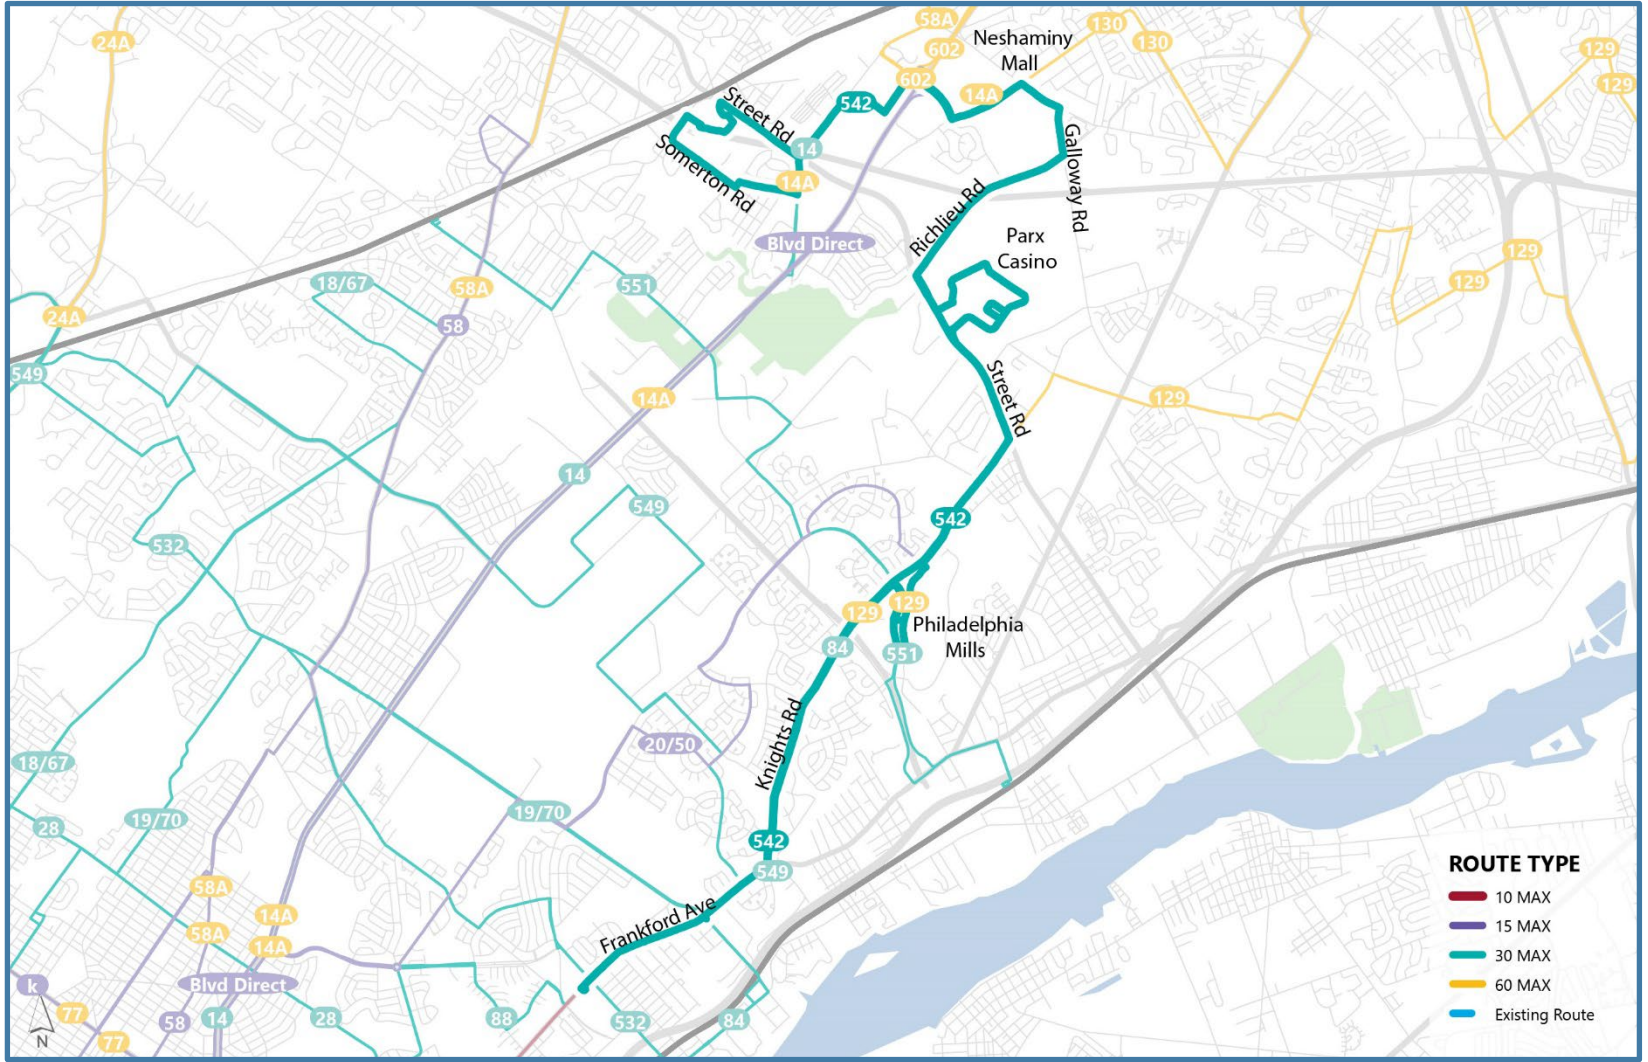 58A
130
24A
Neshaminy
Mall
602
130
129
602
14A
129
542
Street Rd
14
Galloway Rd
Somerton Rd
14A
Richlieu Rd
Blvd Direct
Parx
Casino
129
18/67
58A
551
129
24A
58
549
14A
Street Rd
129
14
549
542
532
129
129
Philadelphia
Mills
84
551
Knights Rd
20/50
18/67
19/70
19/70
28
542
549
ROUTE TYPE
58A
10 MAX
14A
Frankford Ave
15 MAX
58A
14A
30 MAX
k
Blvd Direct
60 MAX
77
58
14
28
88
532
84
Existing Route
77
N